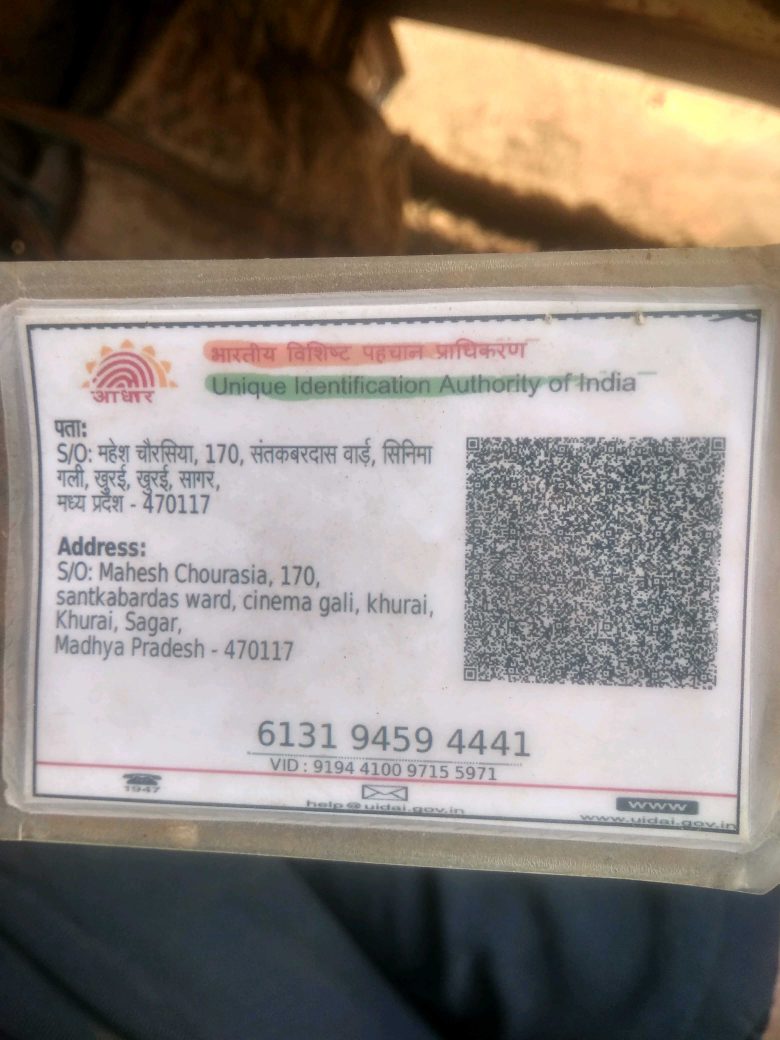 भारतीय विशिष्ट पहचान प्राधिकरण
Unique Identification Authority of India
आधार
पता:
S/O: महेश चौरसिया, 170, संतकबरदास वार्ड, सिनिमा
गली, खुरई, खुरई, सागर,
मध्य प्रदेश - 470117
Address:
S/O: Mahesh Chourasia, 170,
santkabardas ward, cinema gali, khurai,
Khurai, Sagar,
Madhya Pradesh - 470117
6131 9459 4441
VID : 9194 4100 9715 5971
1947
help@uidai.gov.in
www
www.uidai.gov.in